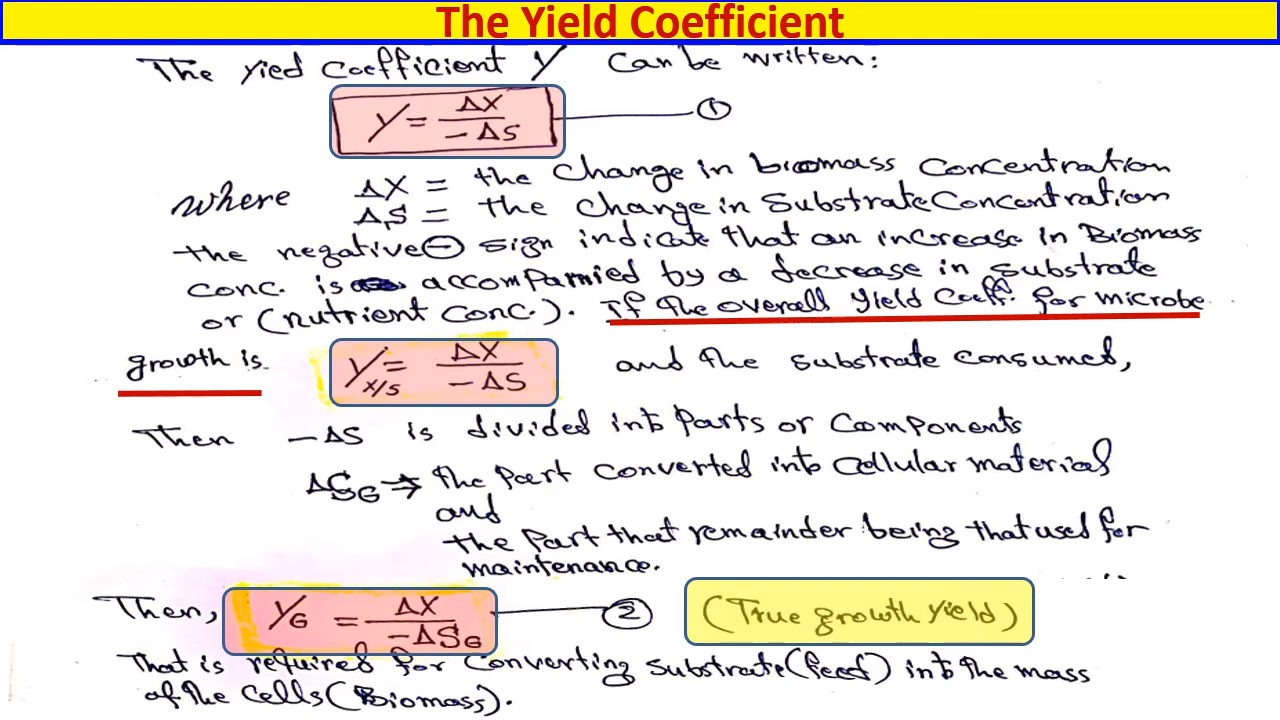 The Yield Coefficient
The Yied Coefficient Y Can be written:
Y = ΔX / -ΔS ①
where ΔX = the Change in biomass Concentration
ΔS = the Change in Substrate Concentration
the negative ⊖ sign indicate that an increase in Biomass
conc. is accompamied by a decrease in substrate
or (nutrient conc.). If the overall yield Coeff. for microbe
growth is Y x/s = ΔX / -ΔS and the substrate consumed,
Then -ΔS is divided into Parts or Components
ΔS_G → the Part converted into Cellular material
and
the Part that remainder being that used for
maintenance.
Then, Y_G = ΔX / -ΔS_G ② (True growth yield)
That is required for Converting substrate (feed) into the mass
of the Cells (Biomass).